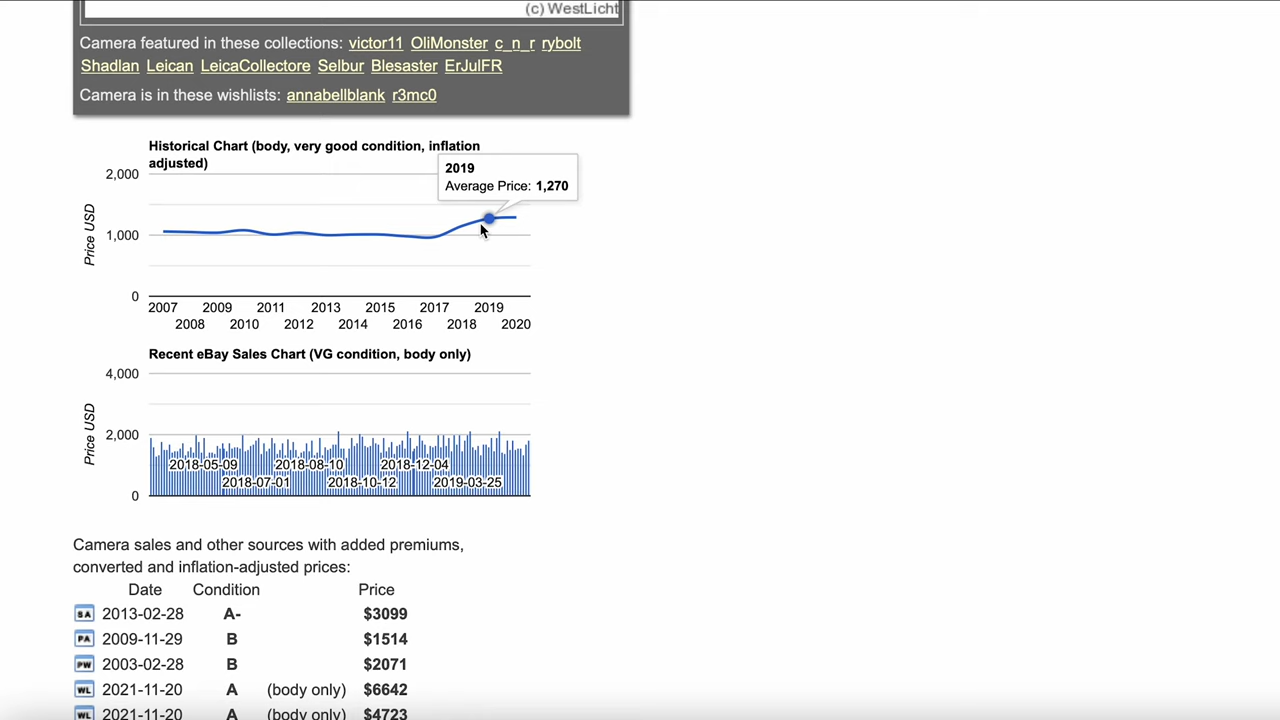 (c) WestLicht
Camera featured in these collections: victor11 OliMonster c_n_r rybolt
Shadlan Leican LeicaCollectore Selbur Blesaster ErJulFR
Camera is in these wishlists: annabellblank r3mc0
Historical Chart (body, very good condition, inflation
adjusted)
2019
Average Price: 1,270
2,000
1,000
0
Price USD
2007 2009 2011 2013 2015 2017 2019
2008 2010 2012 2014 2016 2018 2020
Recent eBay Sales Chart (VG condition, body only)
4,000
2,000
0
Price USD
2018-05-09 2018-08-10 2018-12-04
2018-07-01 2018-10-12 2019-03-25
Camera sales and other sources with added premiums,
converted and inflation-adjusted prices:
Date Condition Price
SA 2013-02-28 A- $3099
PA 2009-11-29 B $1514
PW 2003-02-28 B $2071
WL 2021-11-20 A (body only) $6642
WL 2021-11-20 A (body only) $4723